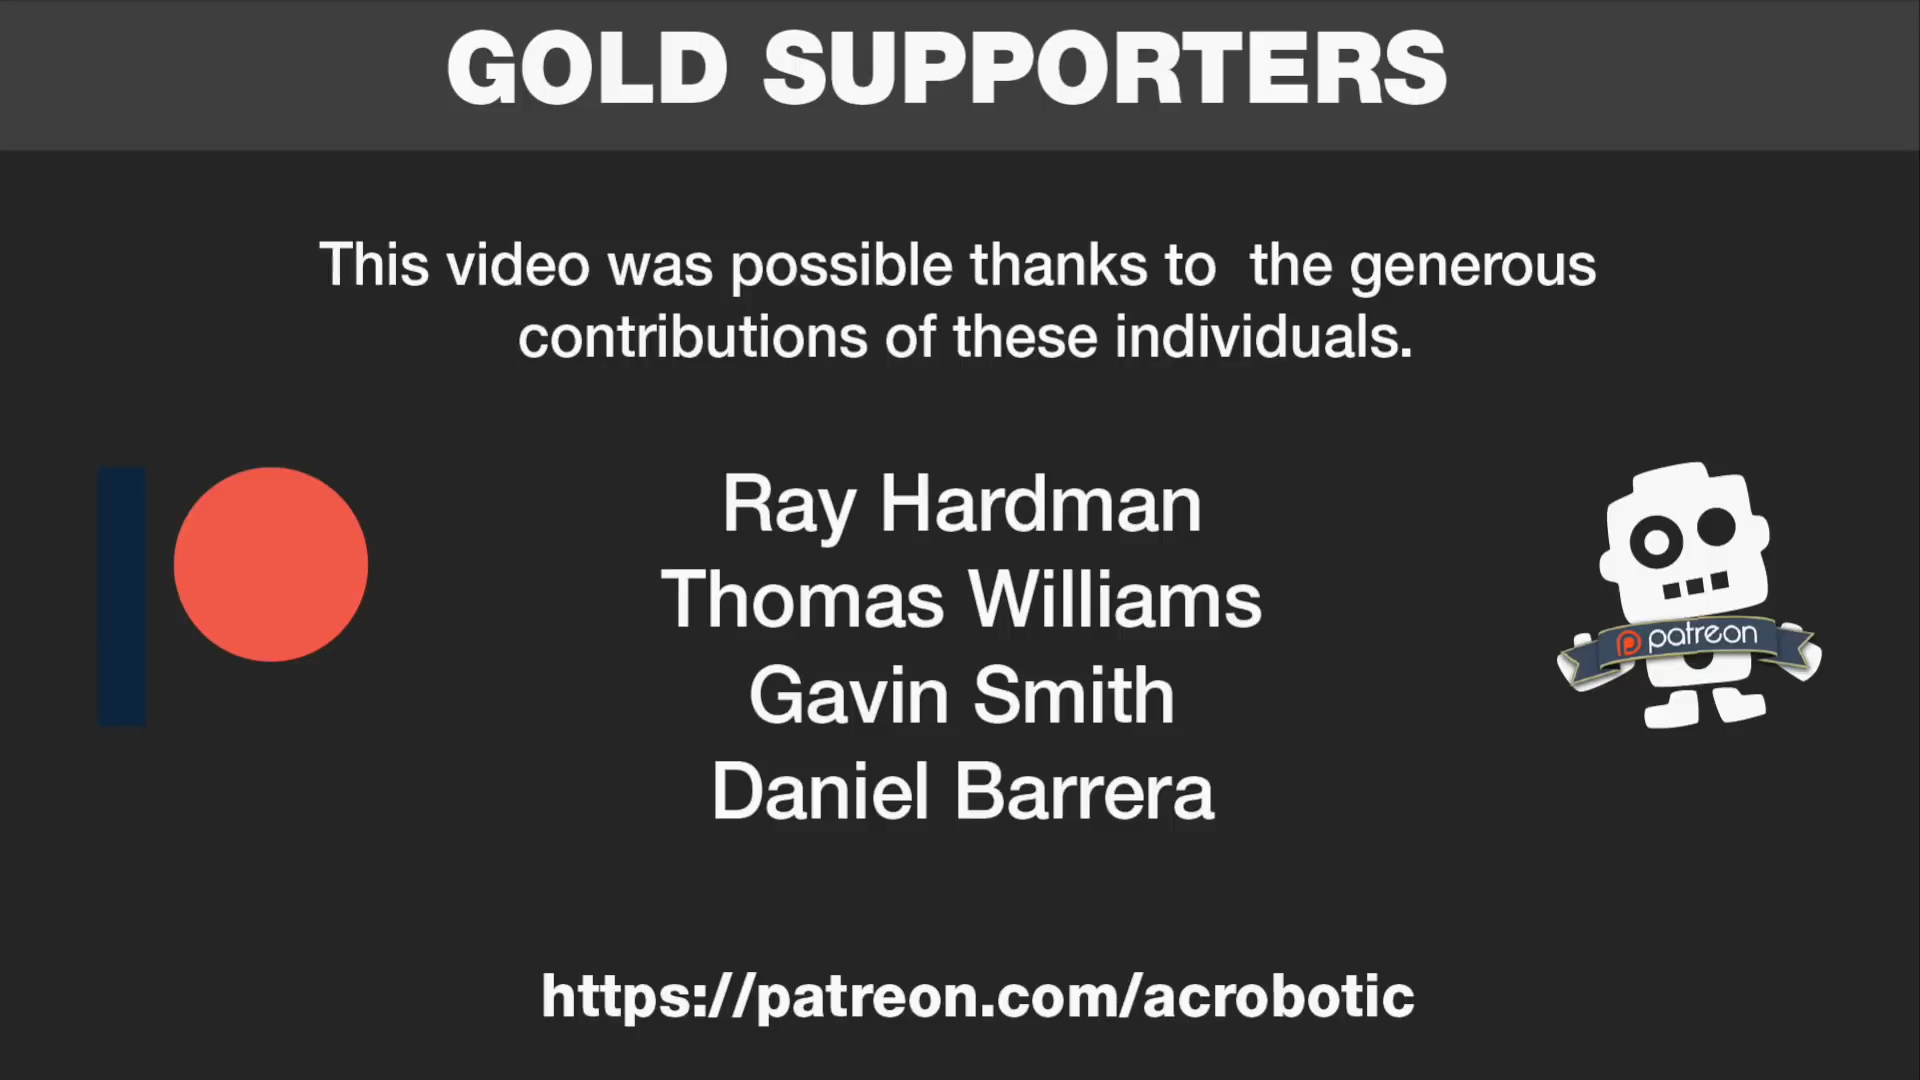 GOLD SUPPORTERS
This video was possible thanks to  the generous
contributions of these individuals.
Ray Hardman
Thomas Williams
Gavin Smith
Daniel Barrera
patreon
https://patreon.com/acrobotic